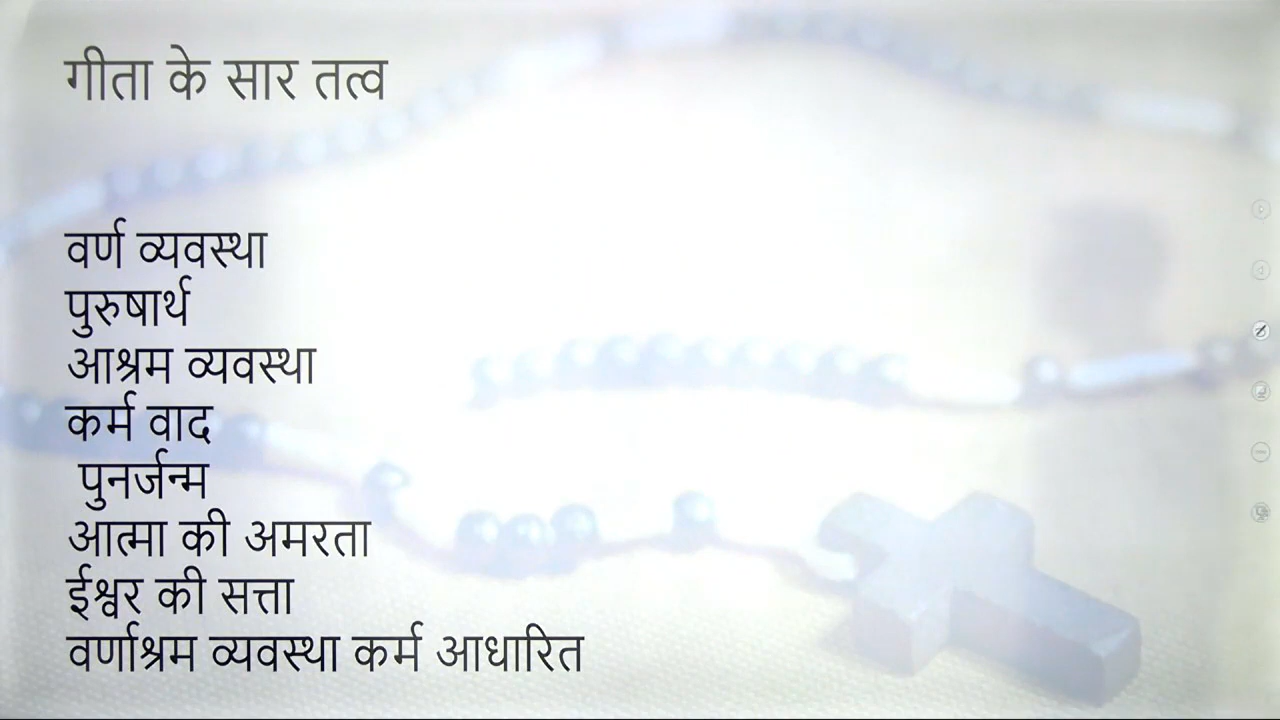 गीता के सार तत्व
वर्ण व्यवस्था
पुरुषार्थ
आश्रम व्यवस्था
कर्म वाद
पुनर्जन्म
आत्मा की अमरता
ईश्वर की सत्ता
वर्णाश्रम व्यवस्था कर्म आधारित